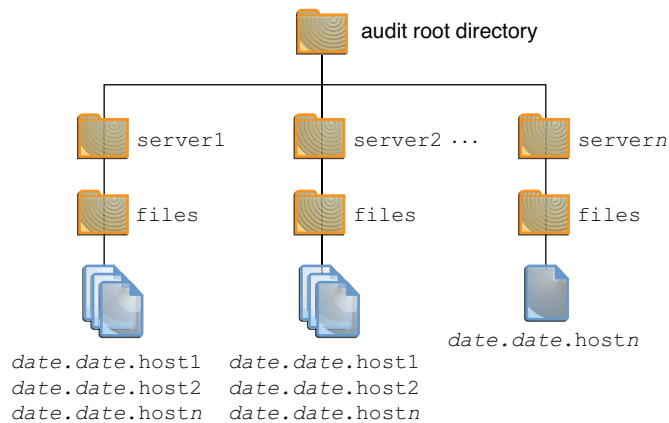 audit root directory
server1
server2 ...
servern
files
files
files
date.date.host1
date.date.host2
date.date.hostn
date.date.host1
date.date.host2
date.date.hostn
date.date.hostn